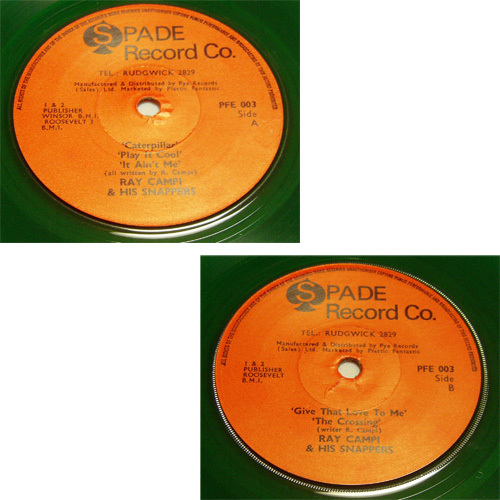 SPADE
Record Co.
TEL: RUDGWICK 2829
Manufactured & Distributed by Pye Records
(Sales) Ltd. Marketed by Plastic Fantastic
1 & 2
PUBLISHER
WINSOR B.M.I.
ROOSEVELT 3
B.M.I.
PFE 003
Side
A
'Caterpillar'
'Play It Cool'
'It Ain't Me'
(all written by R. Campi)
RAY CAMPI
& HIS SNAPPERS
SPADE
Record Co.
TEL: RUDGWICK 2829
Manufactured & Distributed by Pye Records
(Sales) Ltd. Marketed by Plastic Fantastic
1 & 2
PUBLISHER
ROOSEVELT
B.M.I.
PFE 003
Side
B
'Give That Love To Me'
'The Crossing'
(writer R. Campi)
RAY CAMPI
& HIS SNAPPERS